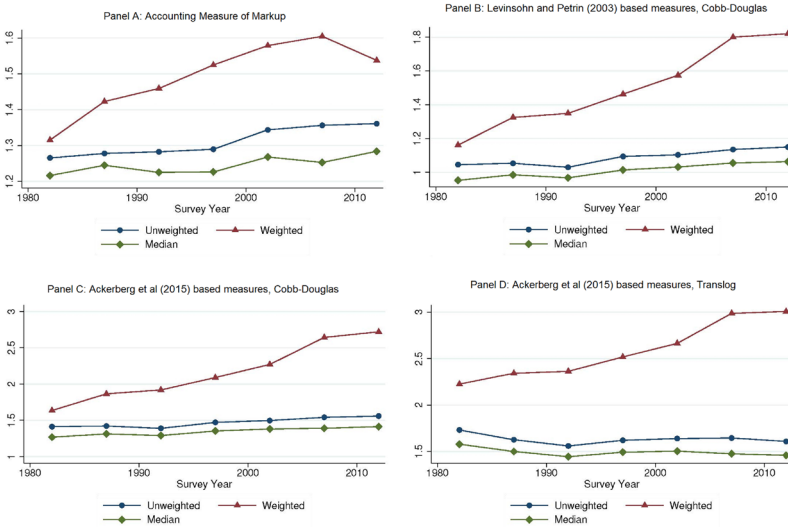 Panel A: Accounting Measure of Markup
1.6
1.5
1.4
1.3
1.2
1980
1990
2000
2010
Survey Year
Unweighted
Weighted
Median
Panel B: Levinsohn and Petrin (2003) based measures, Cobb-Douglas
1.8
1.6
1.4
1.2
1
1980
1990
2000
2010
Survey Year
Unweighted
Weighted
Median
Panel C: Ackerberg et al (2015) based measures, Cobb-Douglas
3
2.5
2
1.5
1
1980
1990
2000
2010
Survey Year
Unweighted
Weighted
Median
Panel D: Ackerberg et al (2015) based measures, Translog
3
2.5
2
1.5
1980
1990
2000
2010
Survey Year
Unweighted
Weighted
Median